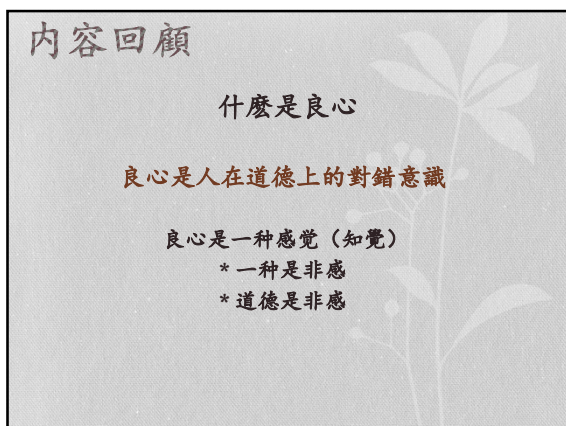 内容回顧
什麽是良心
良心是人在道德上的對錯意識
良心是一种感觉（知覺）
* 一种是非感
* 道德是非感